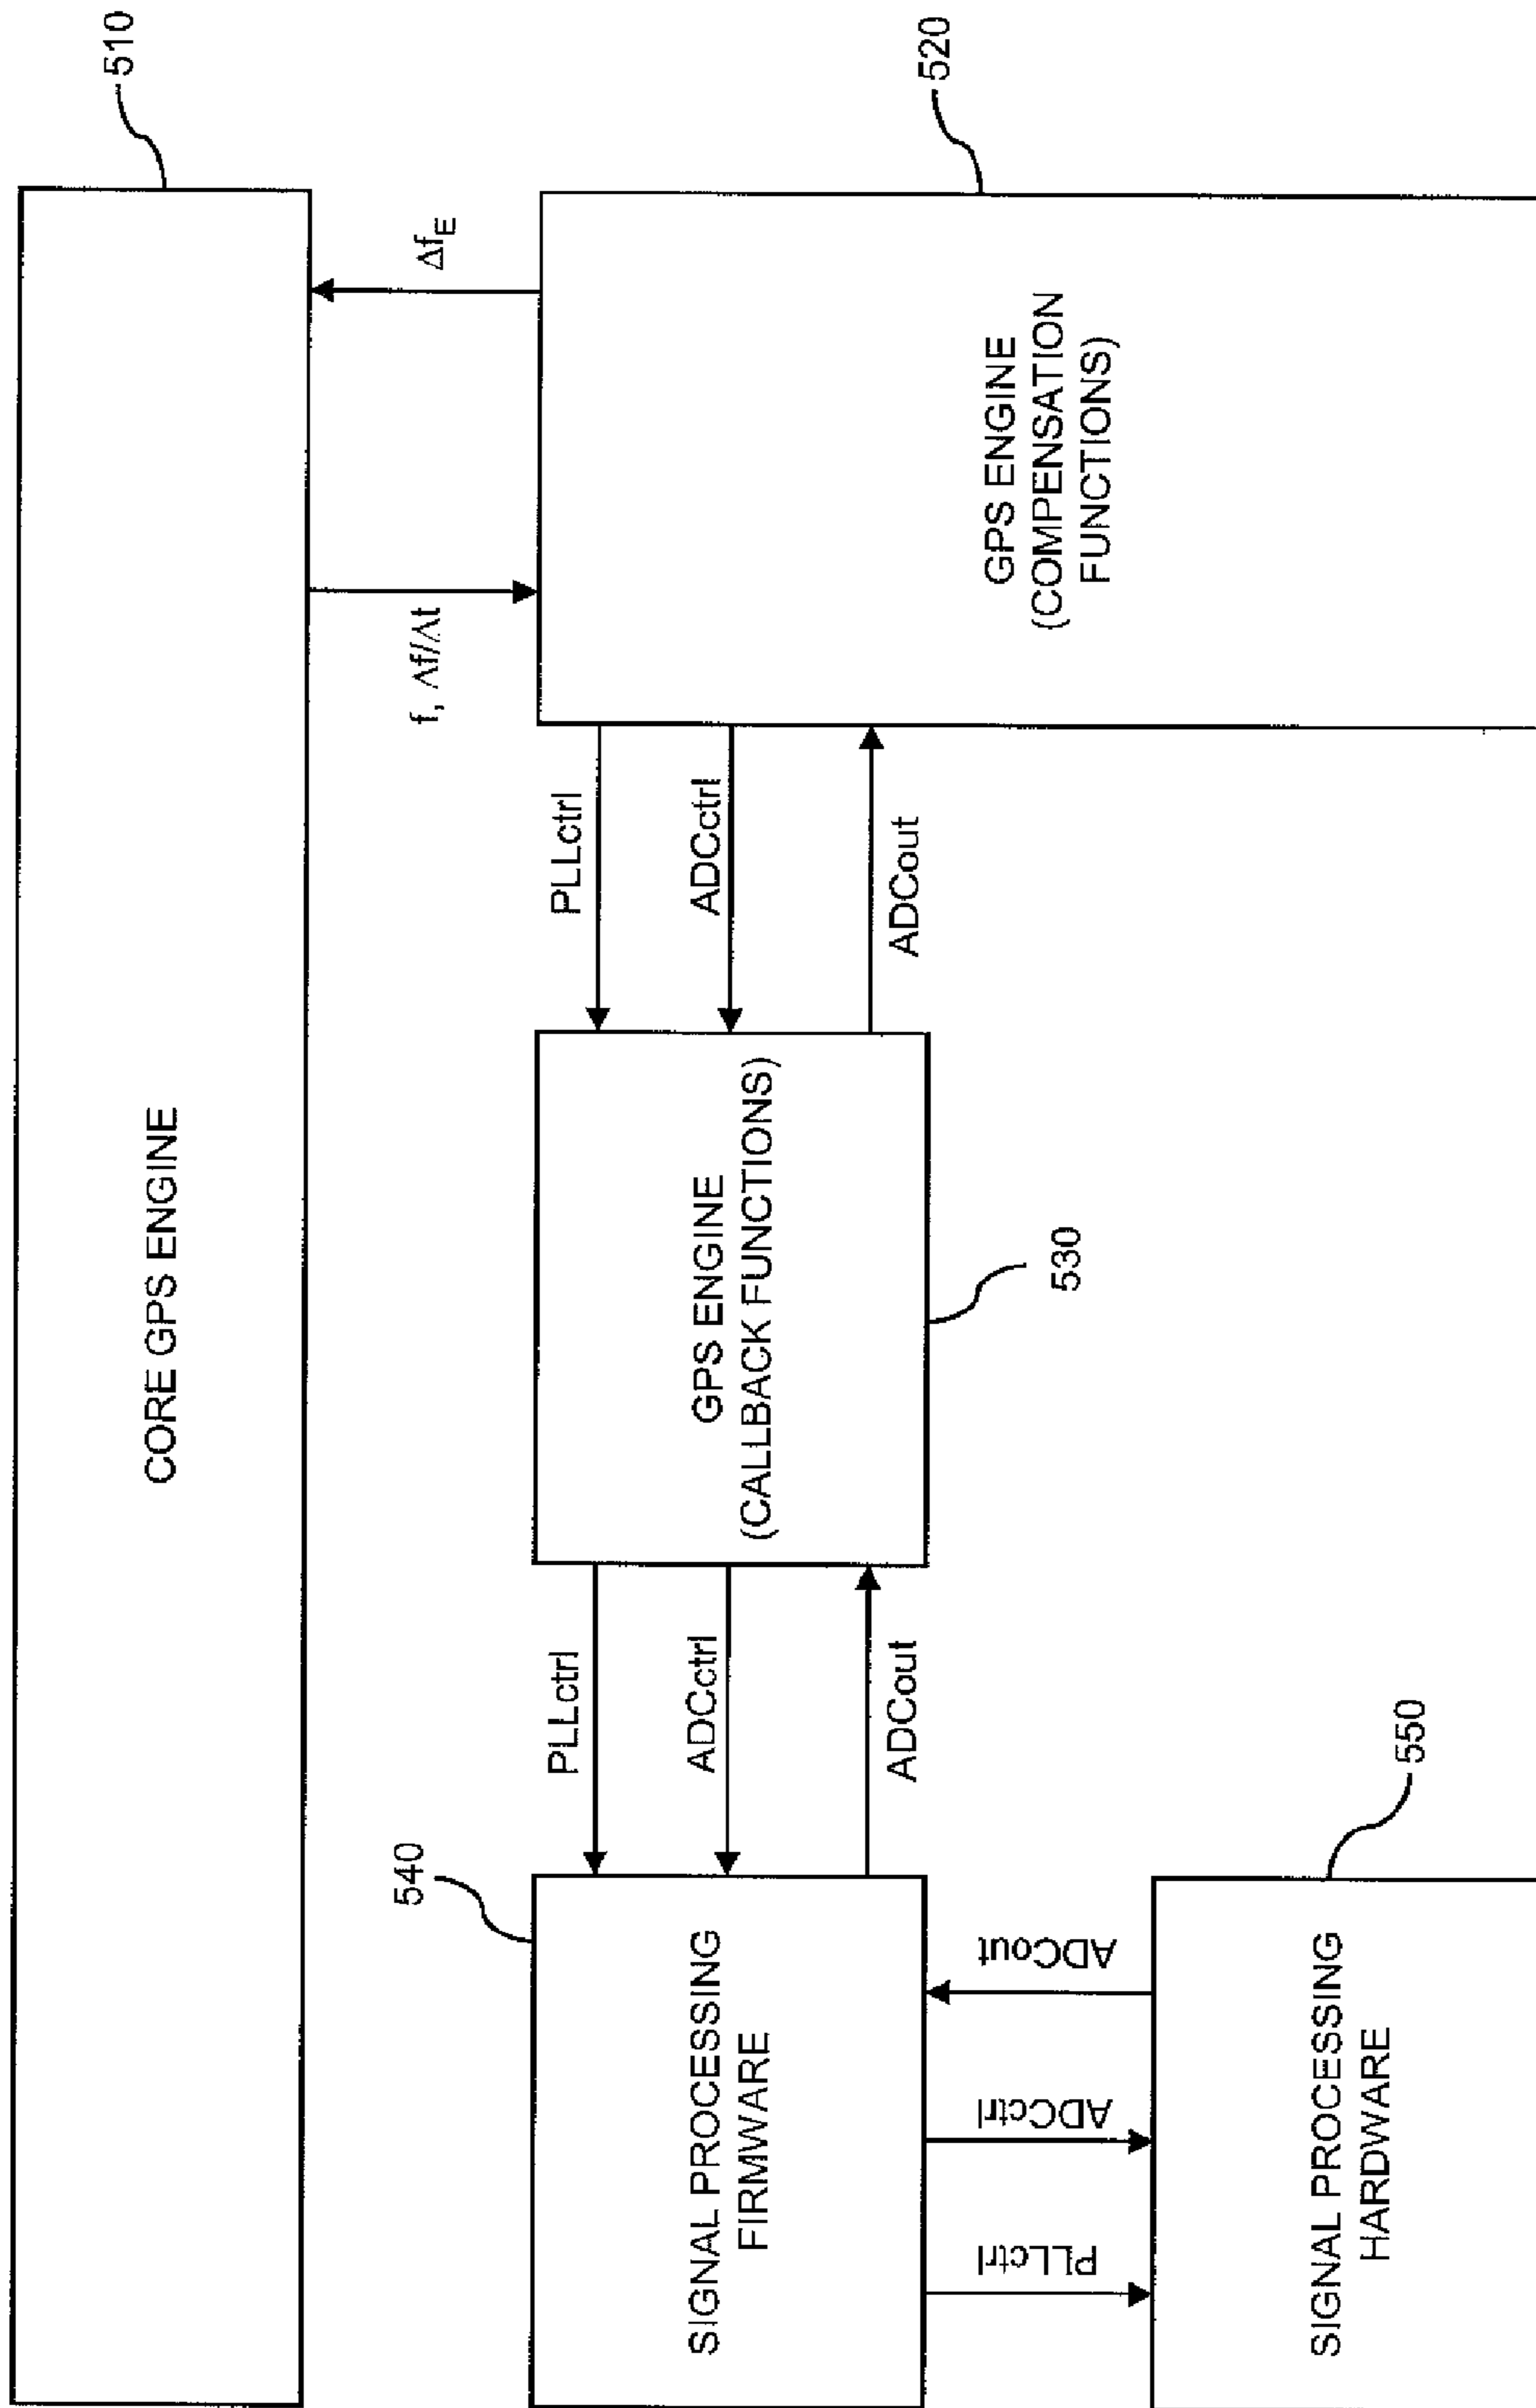 510
CORE GPS ENGINE
f, Δf/Δt
Δf_E
540
SIGNAL PROCESSING
FIRMWARE
PLLctrl
ADCctrl
ADCout
GPS ENGINE
(CALLBACK FUNCTIONS)
530
PLLctrl
ADCctrl
ADCout
GPS ENGINE
(COMPENSATION
FUNCTIONS)
520
PLLctrl
ADCctrl
ADCout
SIGNAL PROCESSING
HARDWARE
550